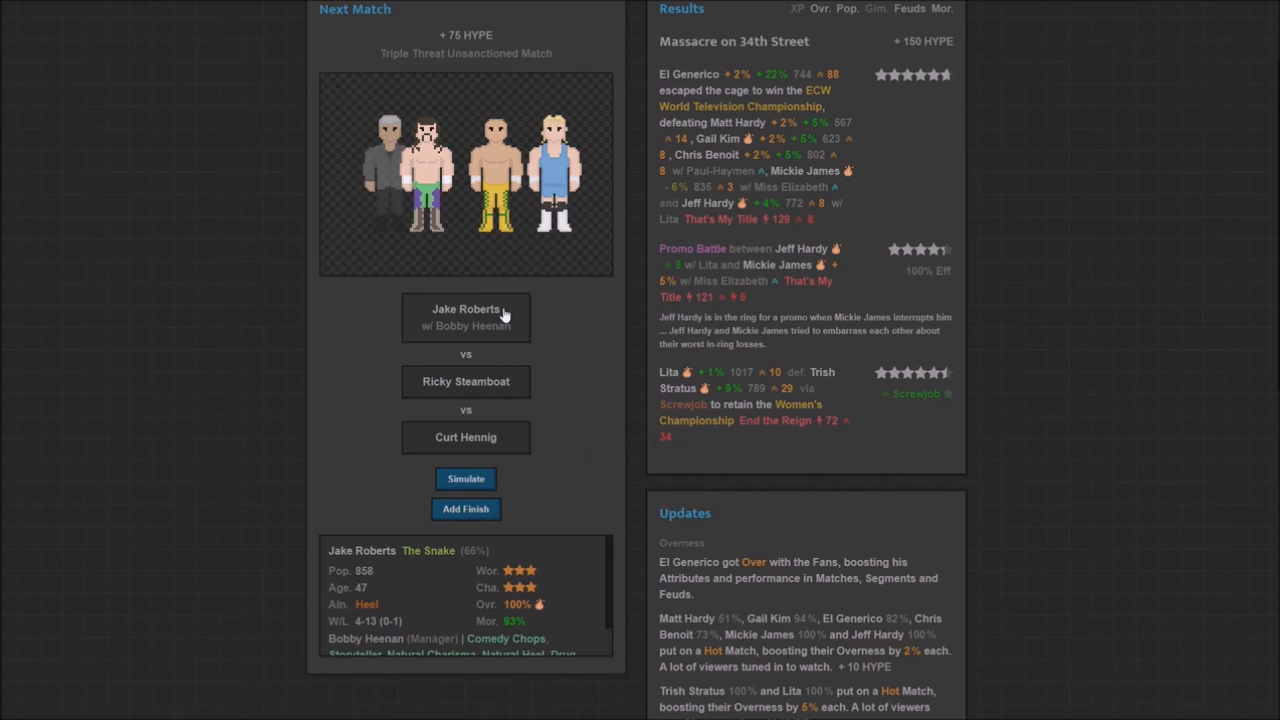 Next Match
+ 75 HYPE
Triple Threat Unsanctioned Match
Jake Roberts
w/ Bobby Heenan
vs
Ricky Steamboat
vs
Curt Hennig
Simulate
Add Finish
Jake Roberts The Snake (66%)
Pop. 858 Wor.
Age. 47 Cha.
Aln. Heel Ovr. 100%
W/L 4-13 (0-1) Mor. 93%
Bobby Heenan (Manager) | Comedy Chops,
Storyteller, Natural Charisma, Natural Heel, Drug
Results XP Ovr. Pop. Gim. Feuds Mor.
Massacre on 34th Street + 150 HYPE
El Generico + 2% + 22% 744 88
escaped the cage to win the ECW
World Television Championship,
defeating Matt Hardy + 2% + 5% 567
14 , Gail Kim + 2% + 5% 623
8 , Chris Benoit + 2% + 5% 802
8 w/ Paul-Haymen , Mickie James
- 6% 835 3 w/ Miss Elizabeth
and Jeff Hardy + 4% 772 8 w/
Lita That's My Title 129 8
Promo Battle between Jeff Hardy
8 w/ Lita and Mickie James +
5% w/ Miss Elizabeth That's My
Title 121 5
100% Eff.
Jeff Hardy is in the ring for a promo when Mickie James interrupts him
... Jeff Hardy and Mickie James tried to embarrass each other about
their worst in-ring losses.
Lita + 1% 1017 10 def. Trish
Stratus + 9% 789 29 via
Screwjob to retain the Women's
Championship End the Reign 72
34
Screwjob
Updates
Overness
El Generico got Over with the Fans, boosting his
Attributes and performance in Matches, Segments and
Feuds.
Matt Hardy 51%, Gail Kim 94%, El Generico 82%, Chris
Benoit 73%, Mickie James 100% and Jeff Hardy 100%
put on a Hot Match, boosting their Overness by 2% each.
A lot of viewers tuned in to watch. + 10 HYPE
Trish Stratus 100% and Lita 100% put on a Hot Match,
boosting their Overness by 5% each. A lot of viewers